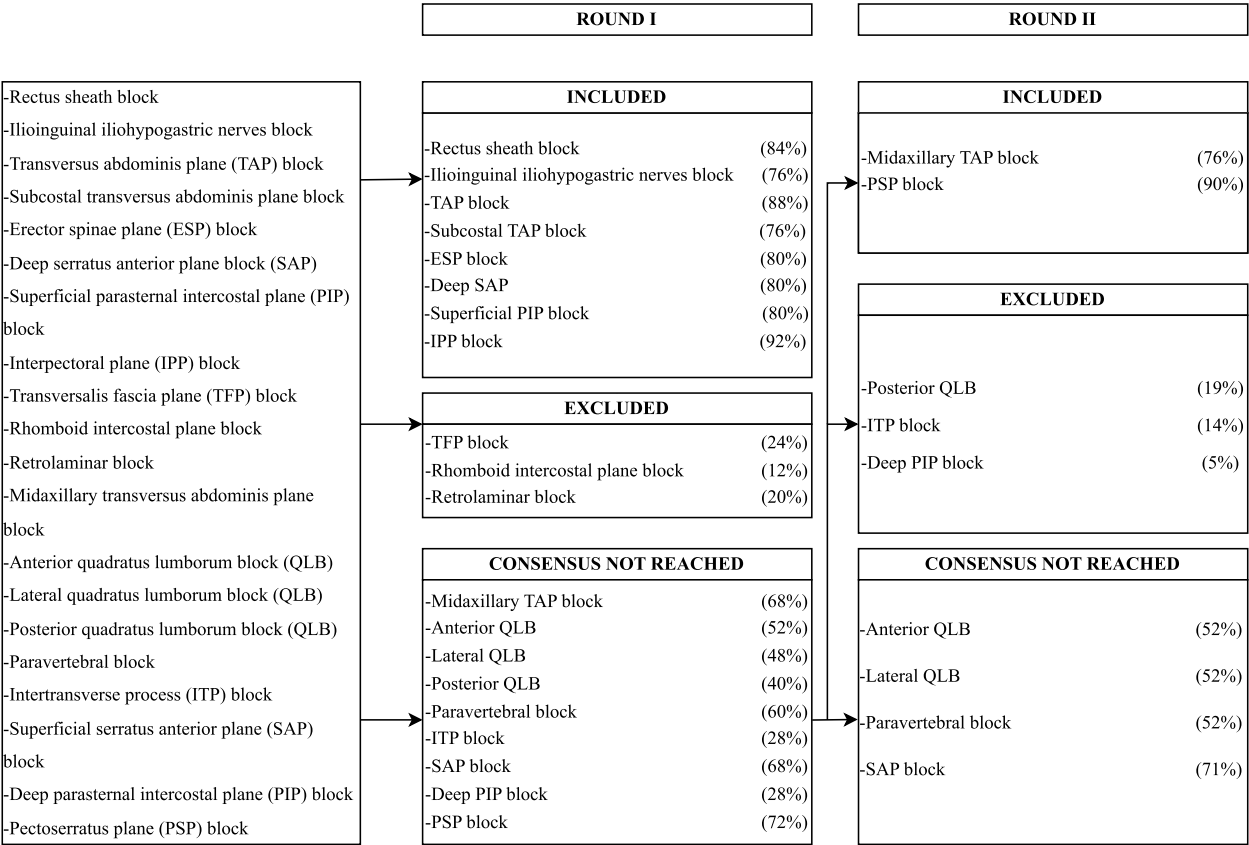 ROUND I
ROUND II
-Rectus sheath block
-Ilioinguinal iliohypogastric nerves block
-Transversus abdominis plane (TAP) block
-Subcostal transversus abdominis plane block
-Erector spinae plane (ESP) block
-Deep serratus anterior plane block (SAP)
-Superficial parasternal intercostal plane (PIP)
block
-Interpectoral plane (IPP) block
-Transversalis fascia plane (TFP) block
-Rhomboid intercostal plane block
-Retrolaminar block
-Midaxillary transversus abdominis plane
block
-Anterior quadratus lumborum block (QLB)
-Lateral quadratus lumborum block (QLB)
-Posterior quadratus lumborum block (QLB)
-Paravertebral block
-Intertransverse process (ITP) block
-Superficial serratus anterior plane (SAP)
block
-Deep parasternal intercostal plane (PIP) block
-Pectoserratus plane (PSP) block
INCLUDED
-Rectus sheath block (84%)
-Ilioinguinal iliohypogastric nerves block (76%)
-TAP block (88%)
-Subcostal TAP block (76%)
-ESP block (80%)
-Deep SAP (80%)
-Superficial PIP block (80%)
-IPP block (92%)
EXCLUDED
-TFP block (24%)
-Rhomboid intercostal plane block (12%)
-Retrolaminar block (20%)
CONSENSUS NOT REACHED
-Midaxillary TAP block (68%)
-Anterior QLB (52%)
-Lateral QLB (48%)
-Posterior QLB (40%)
-Paravertebral block (60%)
-ITP block (28%)
-SAP block (68%)
-Deep PIP block (28%)
-PSP block (72%)
INCLUDED
-Midaxillary TAP block (76%)
-PSP block (90%)
EXCLUDED
-Posterior QLB (19%)
-ITP block (14%)
-Deep PIP block (5%)
CONSENSUS NOT REACHED
-Anterior QLB (52%)
-Lateral QLB (52%)
-Paravertebral block (52%)
-SAP block (71%)